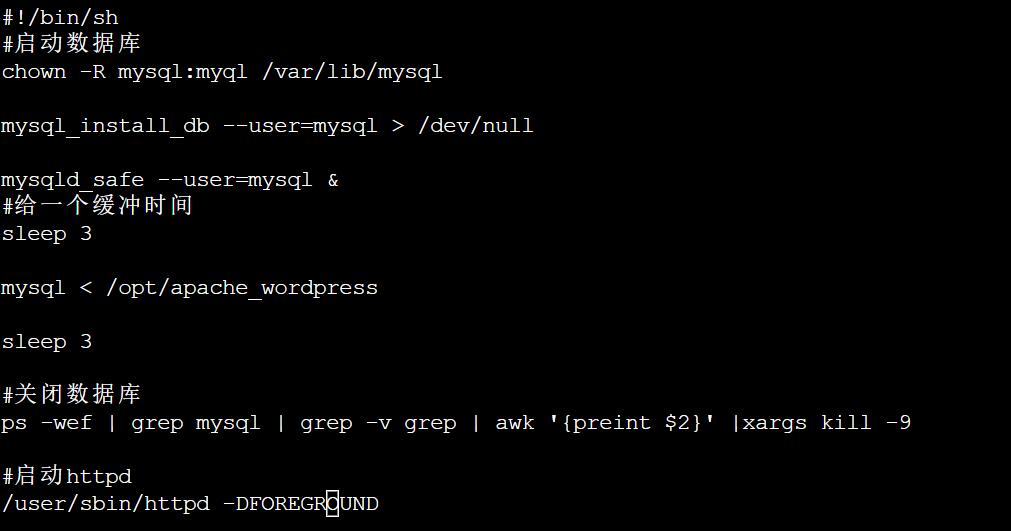 #!/bin/sh
#启动数据库
chown -R mysql:myql /var/lib/mysql
mysql_install_db --user=mysql > /dev/null
mysqld_safe --user=mysql &
#给一个缓冲时间
sleep 3
mysql < /opt/apache_wordpress
sleep 3
#关闭数据库
ps -wef | grep mysql | grep -v grep | awk '{preint $2}' |xargs kill -9
#启动httpd
/user/sbin/httpd -DFOREGROUND